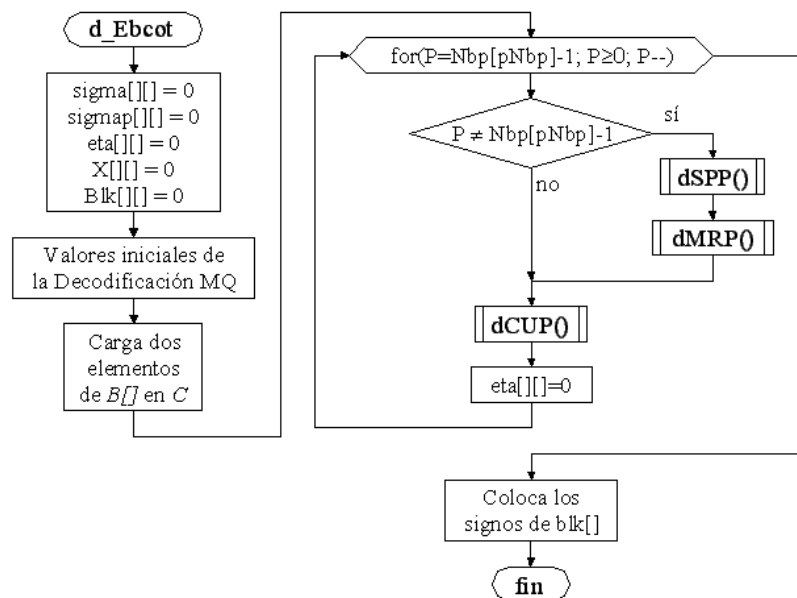 d_Ebcot
sigma[][] = 0
sigmap[][] = 0
eta[][] = 0
X[][] = 0
Blk[][] = 0
Valores iniciales de
la Decodificación MQ
Carga dos
elementos
de B[] en C
for(P=Nbp[pNbp]-1; P≥0; P--)
P ≠ Nbp[pNbp]-1
sí
no
dSPP()
dMRP()
dCUP()
eta[][]=0
Coloca los
signos de blk[]
fin